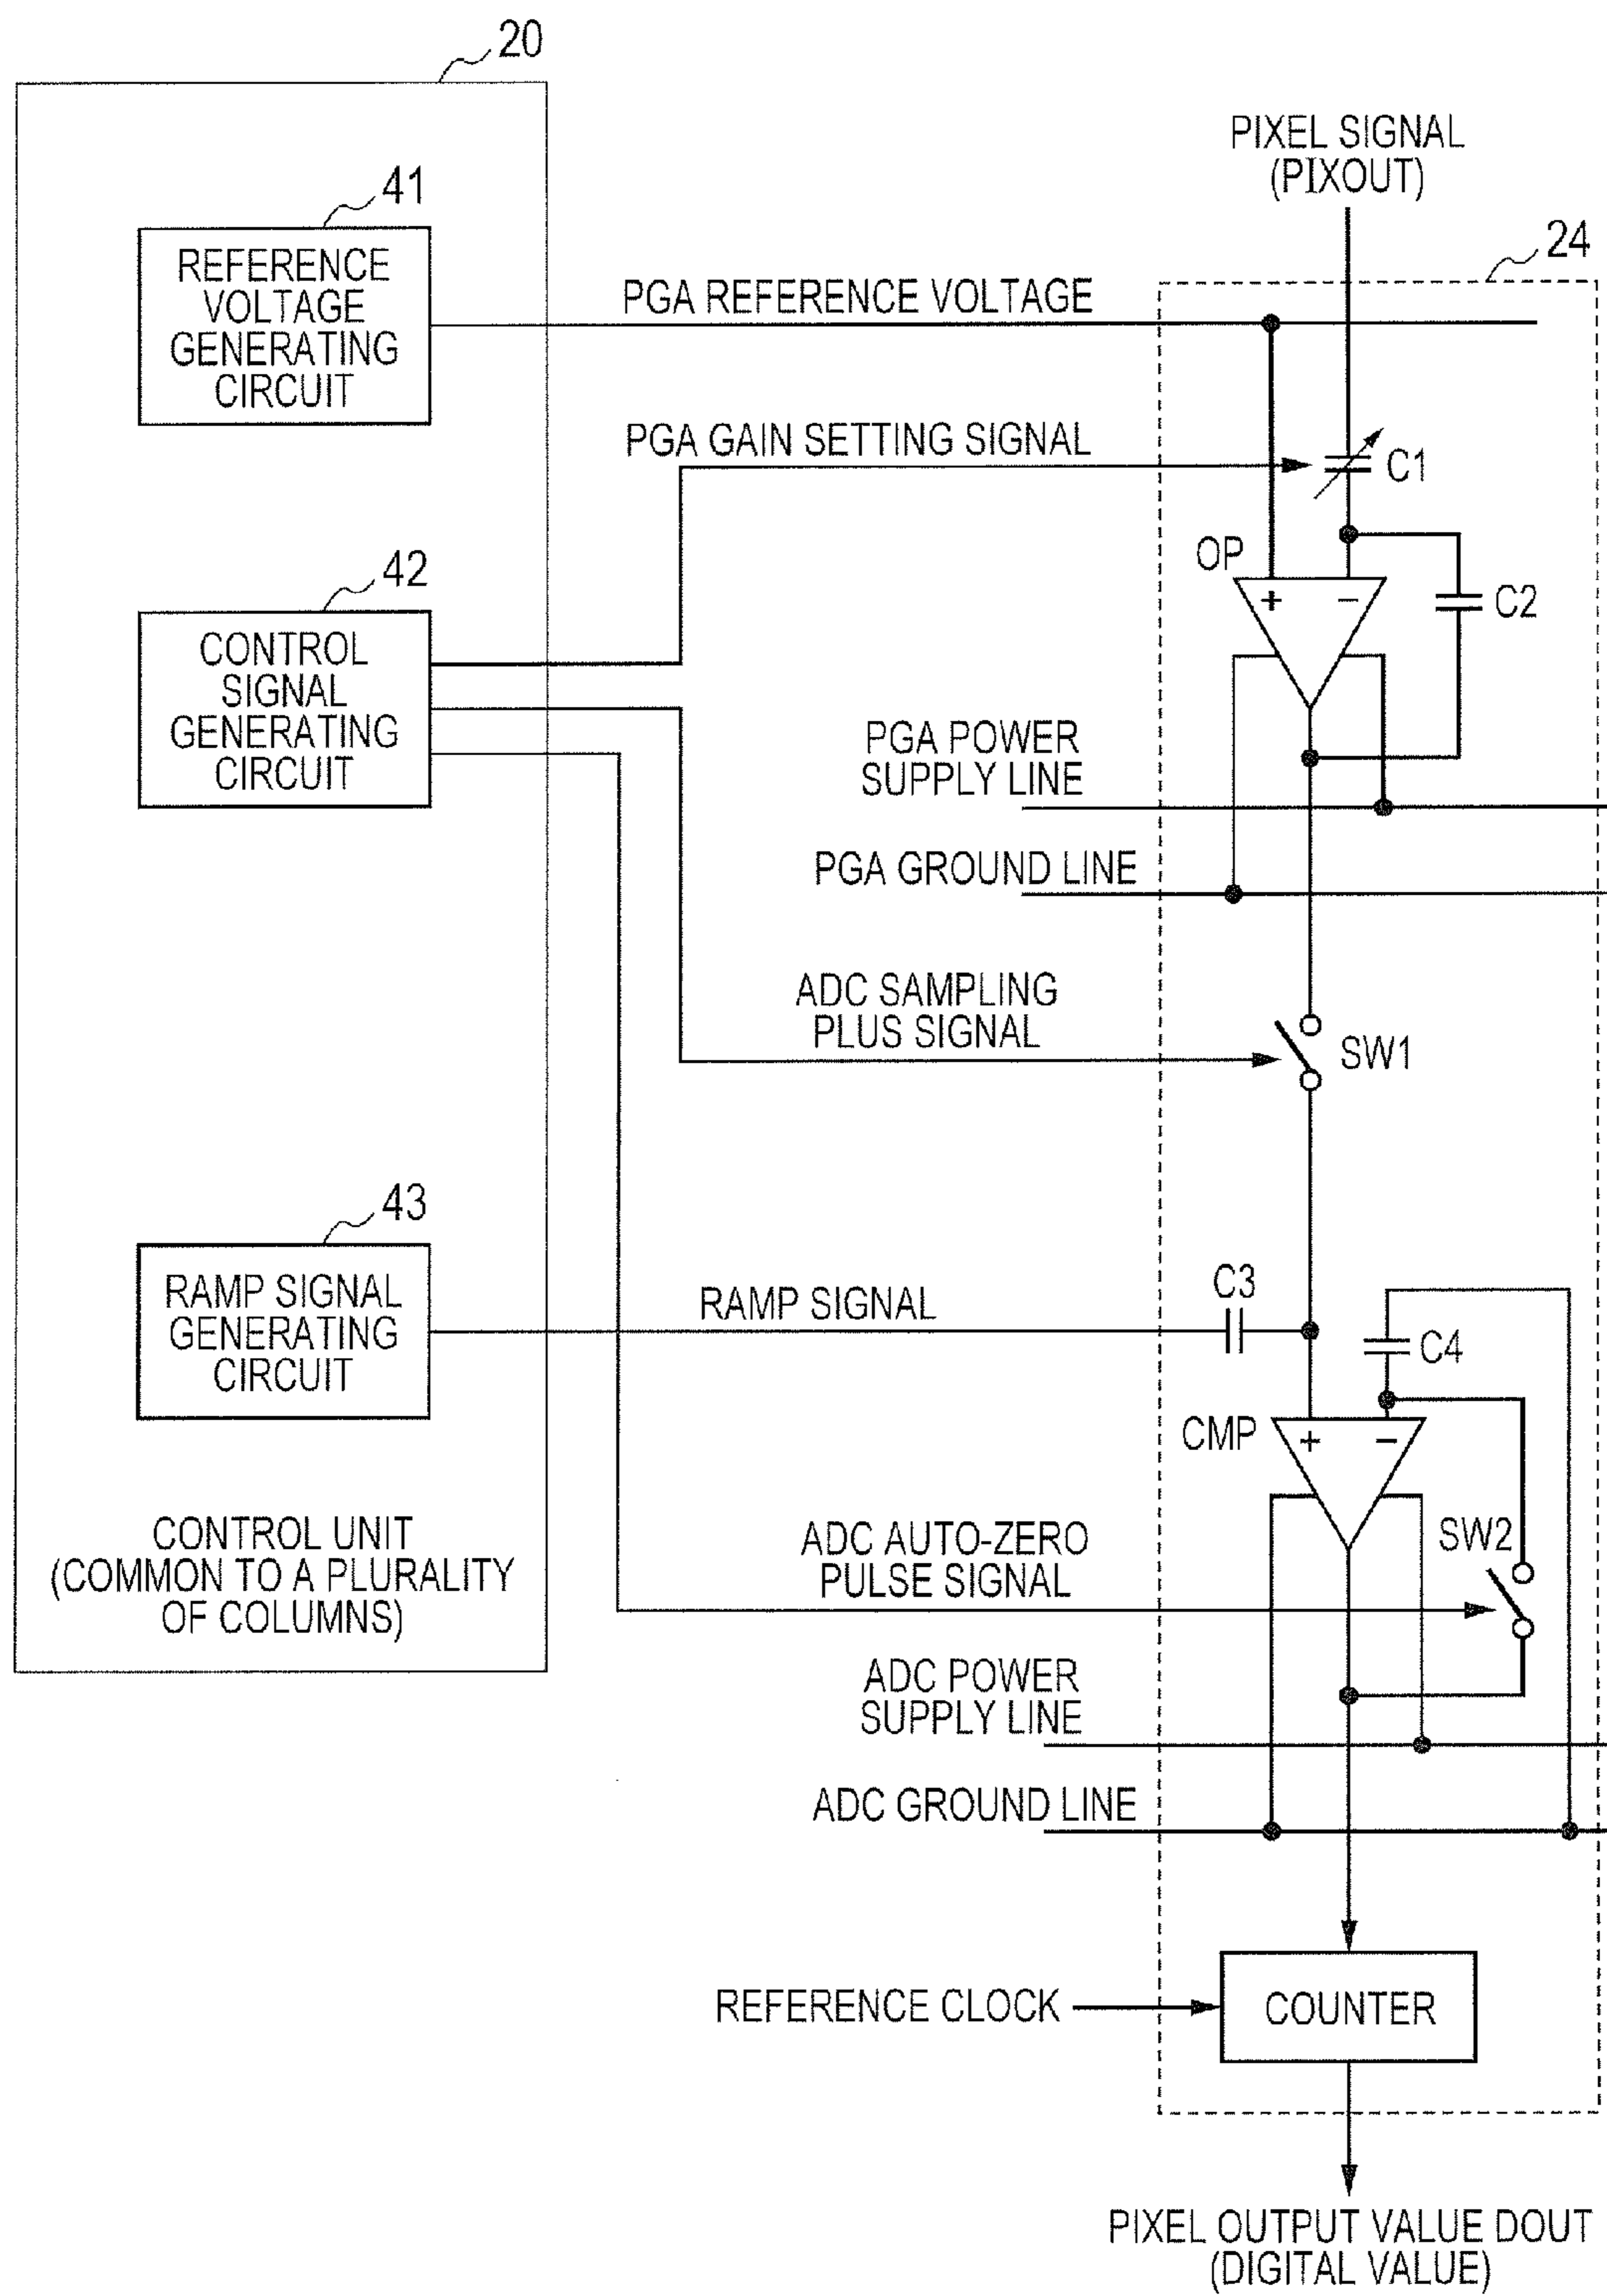 20
PIXEL SIGNAL
(PIXOUT)
41
24
REFERENCE
VOLTAGE
GENERATING
CIRCUIT
PGA REFERENCE VOLTAGE
PGA GAIN SETTING SIGNAL
C1
42
OP
+
−
C2
CONTROL
SIGNAL
GENERATING
CIRCUIT
PGA POWER
SUPPLY LINE
PGA GROUND LINE
ADC SAMPLING
PLUS SIGNAL
SW1
43
RAMP SIGNAL
GENERATING
CIRCUIT
RAMP SIGNAL
C3
C4
CMP
+
−
CONTROL UNIT
(COMMON TO A PLURALITY
OF COLUMNS)
ADC AUTO-ZERO
PULSE SIGNAL
SW2
ADC POWER
SUPPLY LINE
ADC GROUND LINE
REFERENCE CLOCK
COUNTER
PIXEL OUTPUT VALUE DOUT
(DIGITAL VALUE)